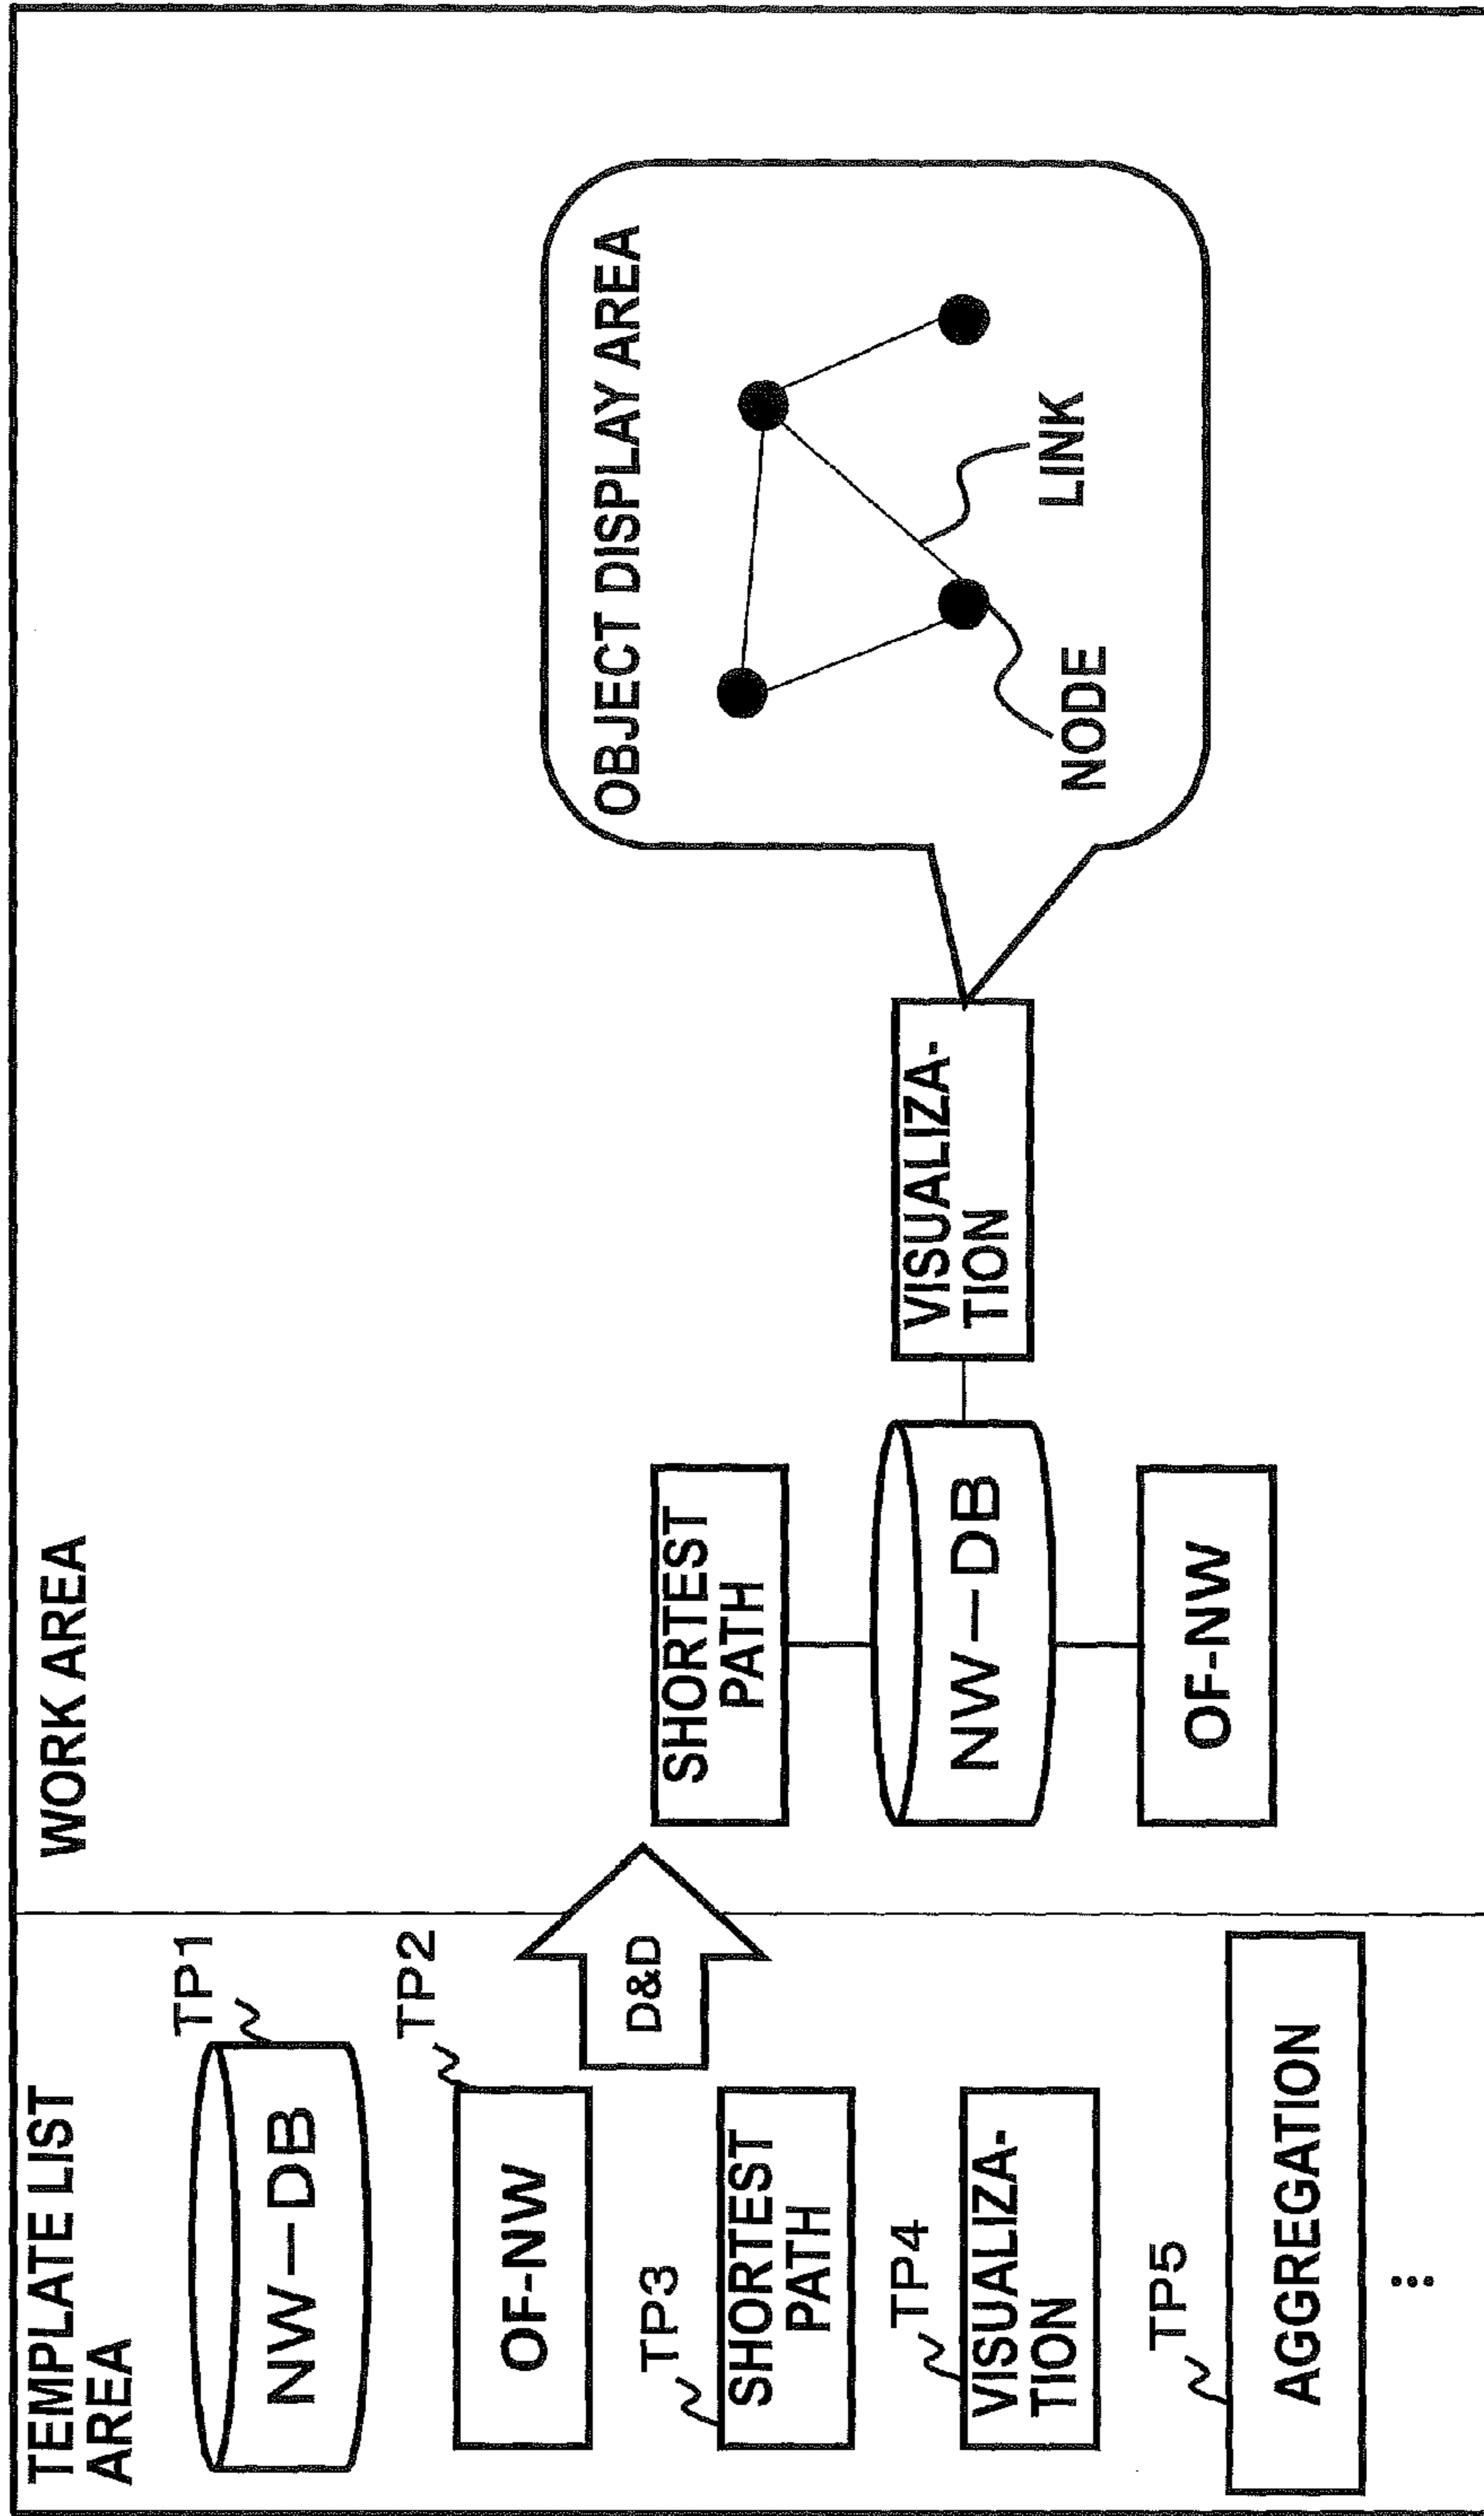 TEMPLATE LIST
AREA
TP1
NW-DB
TP2
OF-NW
D&D
TP3
SHORTEST
PATH
TP4
VISUALIZA-
TION
TP5
AGGREGATION
...
WORK AREA
SHORTEST
PATH
NW-DB
OF-NW
VISUALIZA-
TION
OBJECT DISPLAY AREA
LINK
NODE